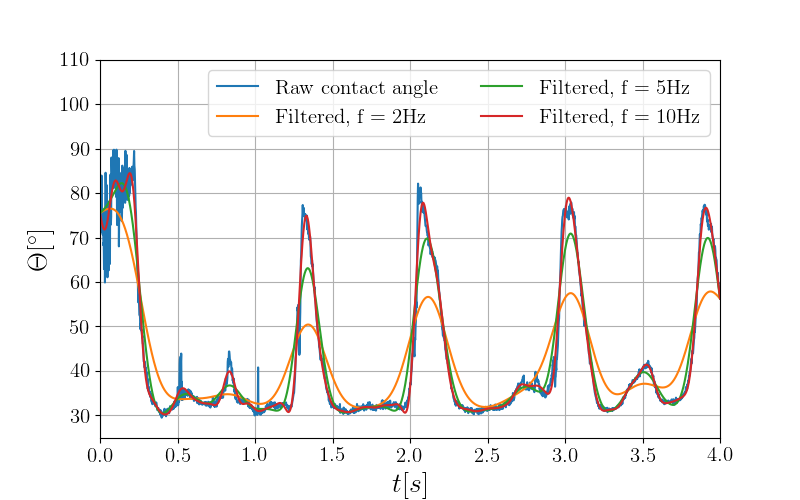 Raw contact angle
Filtered, f = 2Hz
Filtered, f = 5Hz
Filtered, f = 10Hz
110
100
90
80
70
60
50
40
30
Θ[°]
0.0 0.5 1.0 1.5 2.0 2.5 3.0 3.5 4.0
t[s]